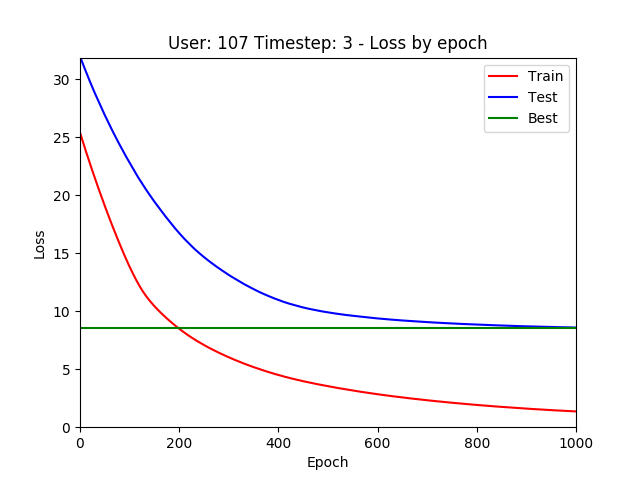 User: 107 Timestep: 3 - Loss by epoch
Train
Test
Best
30
25
20
15
10
5
0
Loss
0 200 400 600 800 1000
Epoch